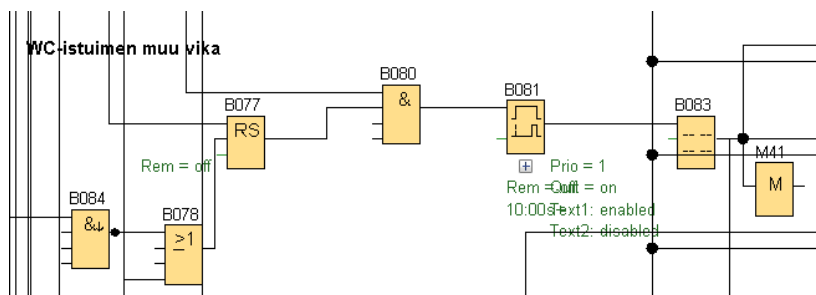 WC-istuimen muu vika
B080
B081
B077
B083
&
RS
Rem = off
M41
Prio = 1
M
Quit = on
10:00s+
Text1: enabled
Text2: disabled
B084
B078
&
≥1